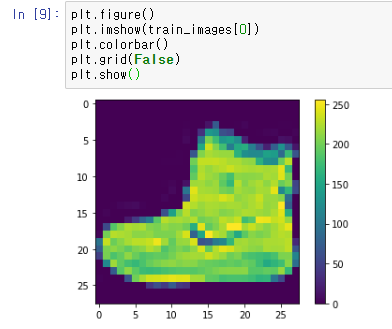 In [9]:
plt.figure()
plt.imshow(train_images[0])
plt.colorbar()
plt.grid(False)
plt.show()
0
5
10
15
20
25
0 5 10 15 20 25
250
200
150
100
50
0